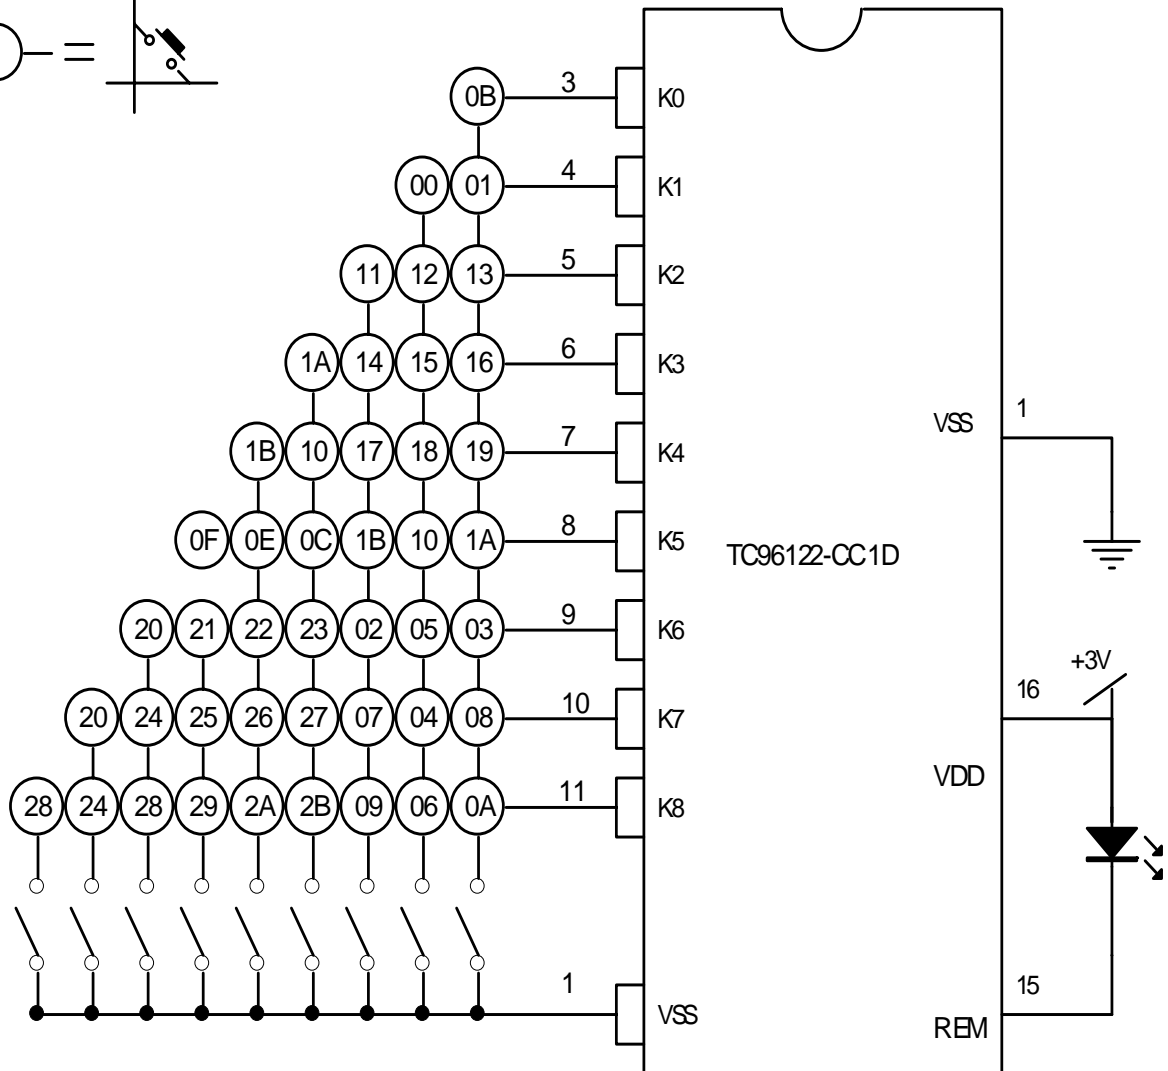 0B 3 K0
00 01 4 K1
11 12 13 5 K2
1A 14 15 16 6 K3
VSS 1
1B 10 17 18 19 7 K4
0F 0E 0C 1B 10 1A 8 K5 TC96122-CC1D
20 21 22 23 02 05 03 9 K6
+3V
16
20 24 25 26 27 07 04 08 10 K7
VDD
28 24 28 29 2A 2B 09 06 0A 11 K8
1 15
VSS REM